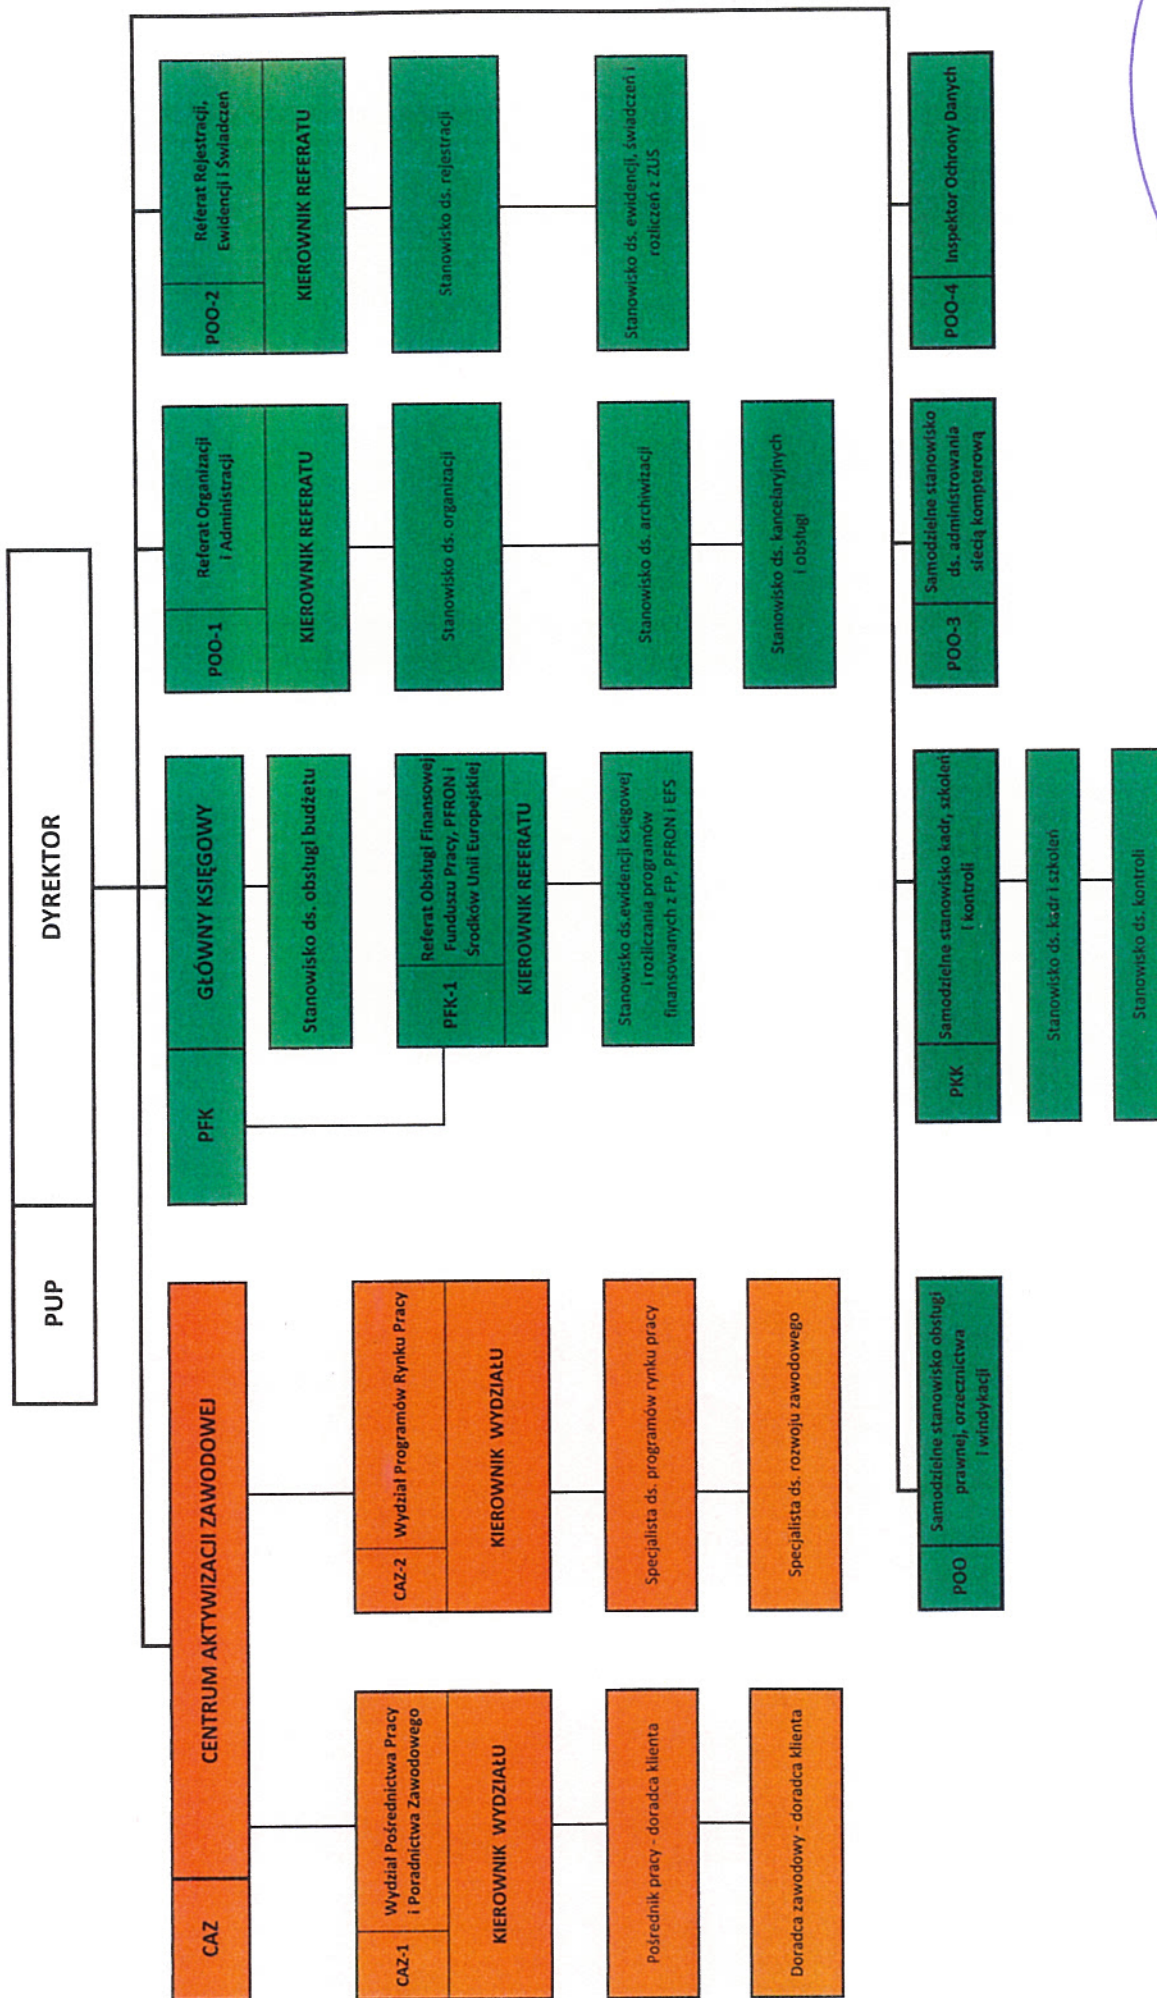 PUP
DYREKTOR
CAZ
CENTRUM AKTYWIZACJI ZAWODOWEJ
CAZ-1
Wydział Pośrednictwa Pracy
i Poradnictwa Zawodowego
KIEROWNIK WYDZIAŁU
Pośrednik pracy - doradca klienta
Doradca zawodowy - doradca klienta
CAZ-2
Wydział Programów Rynku Pracy
KIEROWNIK WYDZIAŁU
Specjalista ds. programów rynku pracy
Specjalista ds. rozwoju zawodowego
PFK
GŁÓWNY KSIĘGOWY
Stanowisko ds. obsługi budżetu
PFK-1
Referat Obsługi Finansowej
Funduszu Pracy, PFRON i
Środków Unii Europejskiej
KIEROWNIK REFERATU
Stanowisko ds.ewidencji księgowej
i rozliczania programów
finansowanych z FP, PFRON i EFS
POO-1
Referat Organizacji
i Administracji
KIEROWNIK REFERATU
Stanowisko ds. organizacji
Stanowisko ds. archiwizacji
Stanowisko ds. kancelaryjnych
i obsługi
POO-2
Referat Rejestracji,
Ewidencji i Świadczeń
KIEROWNIK REFERATU
Stanowisko ds. rejestracji
Stanowisko ds. ewidencji, świadczeń i
rozliczeń z ZUS
POO
Samodzielne stanowisko obsługi
prawnej, orzecznictwa
i windykacji
PKK
Samodzielne stanowisko kadr, szkoleń
i kontroli
Stanowisko ds. kadr i szkoleń
Stanowisko ds. kontroli
POO-3
Samodzielne stanowisko
ds. administrowania
siecią kompterową
POO-4
Inspektor Ochrony Danych